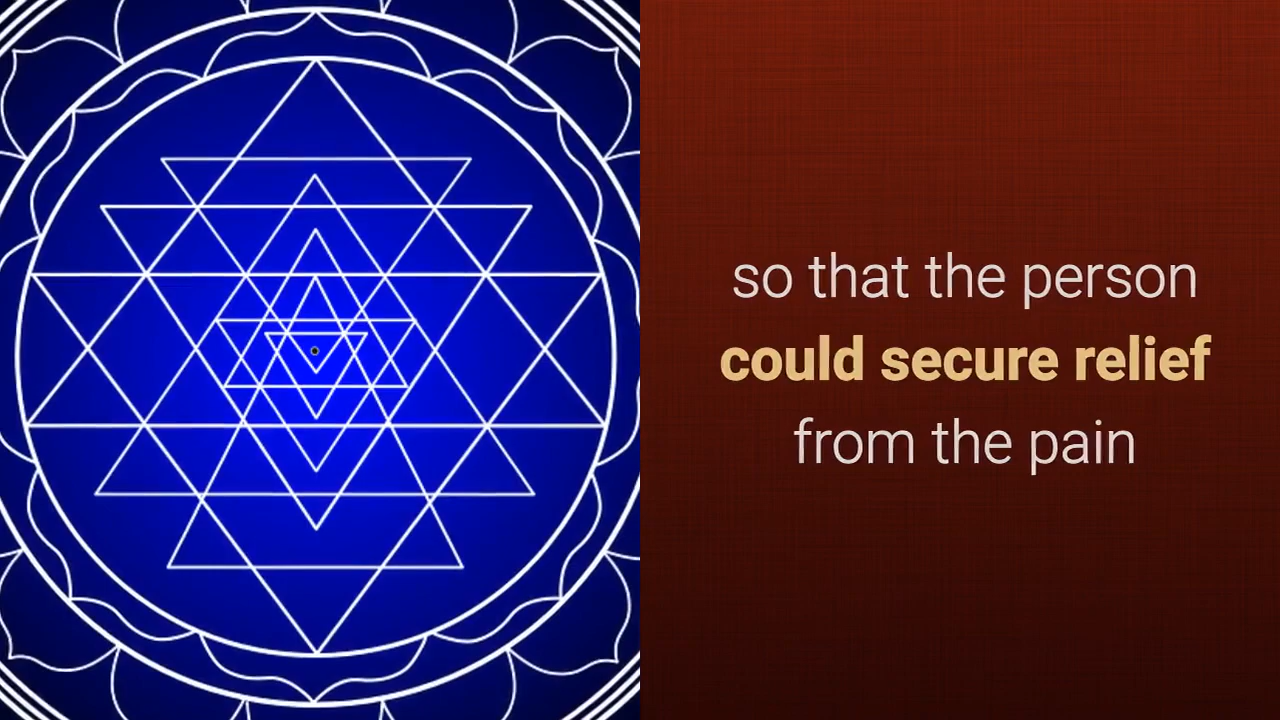 so that the person
could secure relief
from the pain